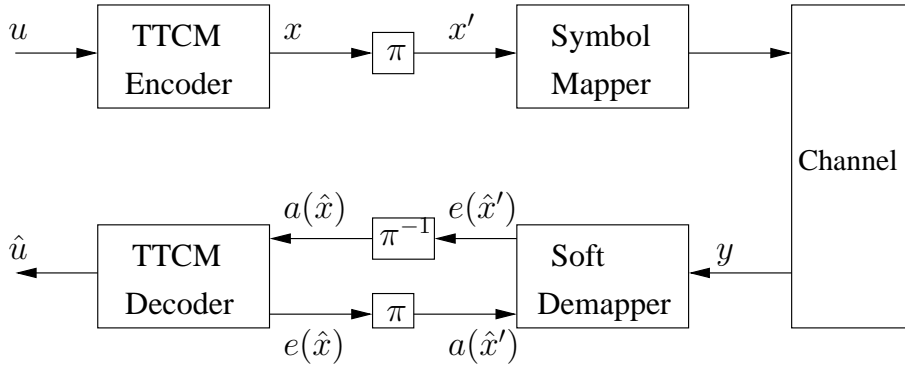 u
TTCM
Encoder
x
π
x′
Symbol
Mapper
Channel
û
TTCM
Decoder
a(x̂)
π⁻¹
e(x̂′)
e(x̂)
π
a(x̂′)
Soft
Demapper
y